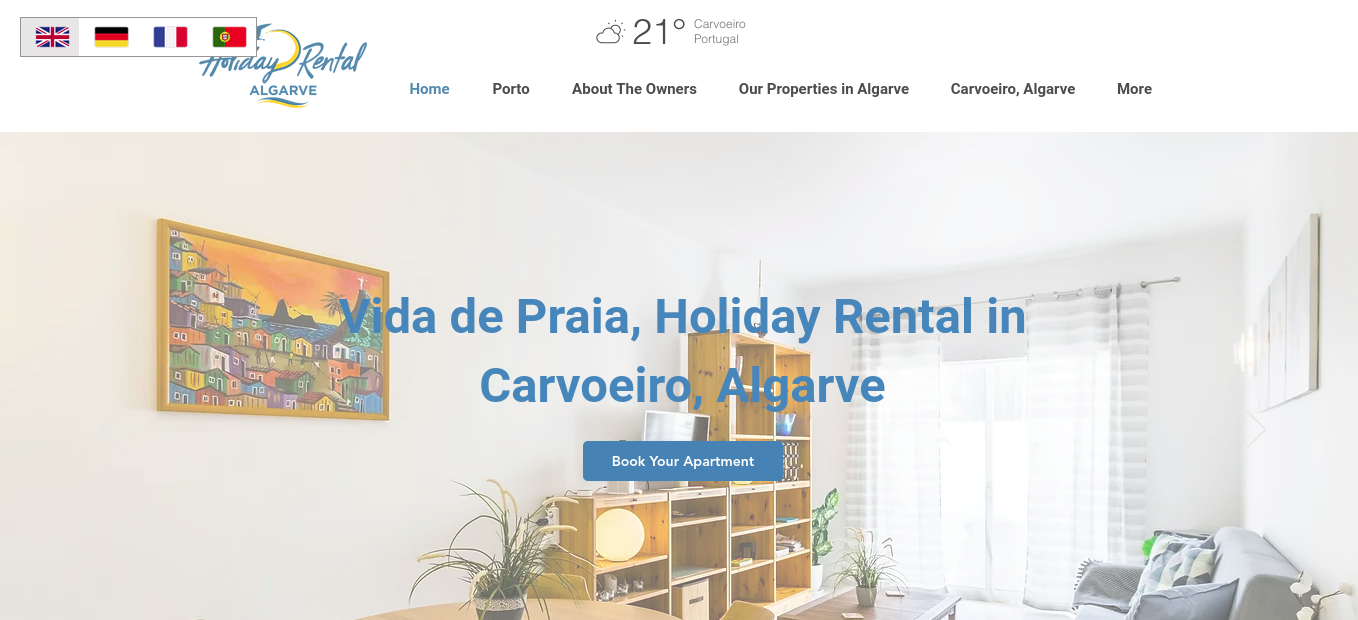 Holiday Rental
ALGARVE
21°
Carvoeiro
Portugal
Home
Porto
About The Owners
Our Properties in Algarve
Carvoeiro, Algarve
More
Vida de Praia, Holiday Rental in
Carvoeiro, Algarve
Book Your Apartment